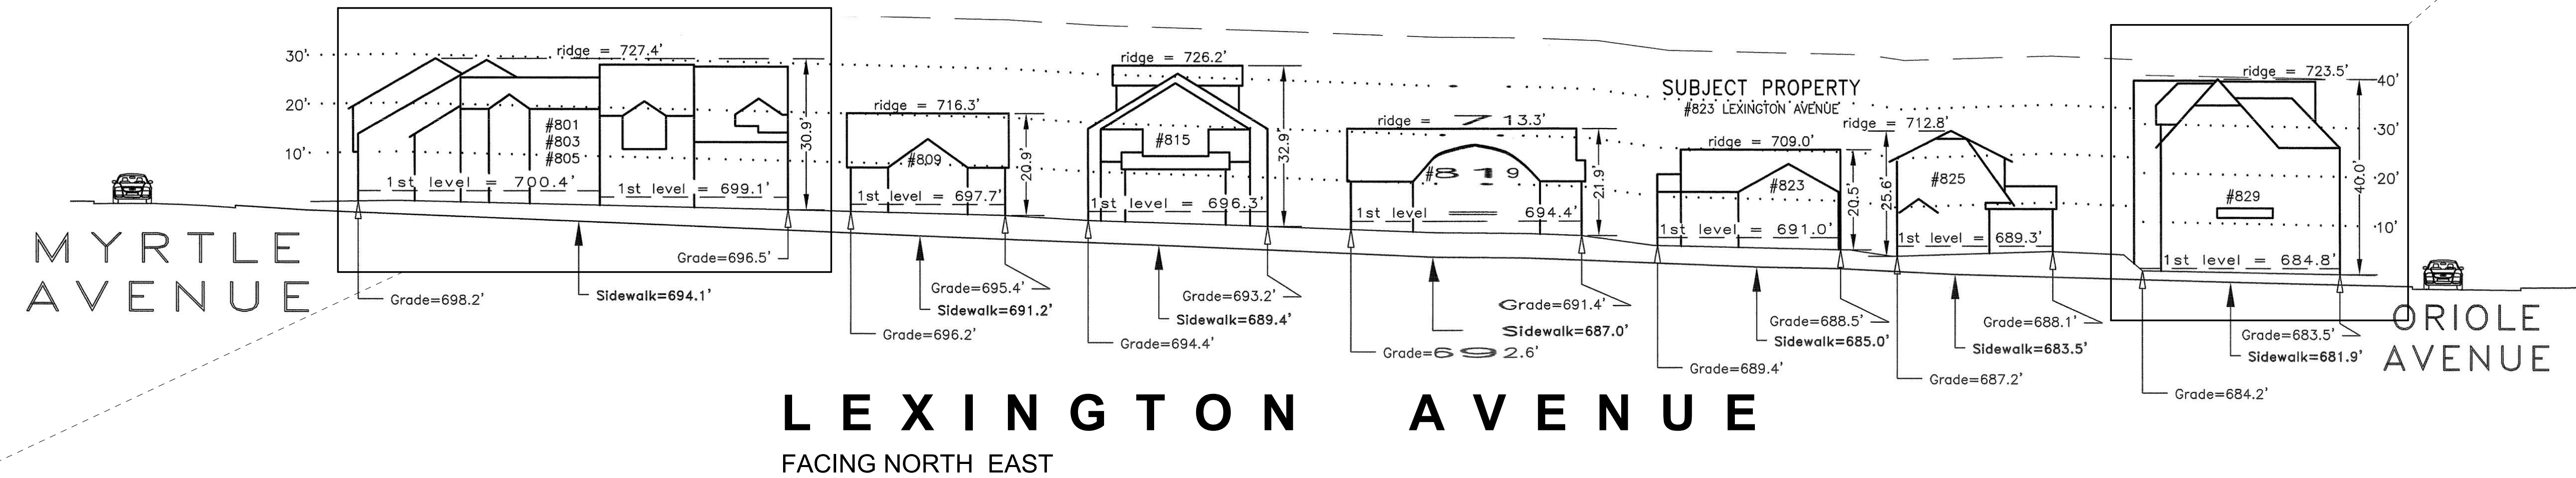 MYRTLE
AVENUE
30'
20'
10'
ridge = 727.4'
#801
#803
#805
1st level = 700.4'
1st level = 699.1'
30.9'
Grade=698.2'
Sidewalk=694.1'
Grade=696.5'
ridge = 716.3'
#809
1st level = 697.7'
20.9'
Grade=695.4'
Sidewalk=691.2'
Grade=696.2'
ridge = 726.2'
#815
1st level = 696.3'
32.9'
Grade=693.2'
Sidewalk=689.4'
Grade=694.4'
ridge = 713.3'
#819
1st level = 694.4'
21.9'
Grade=691.4'
Sidewalk=687.0'
Grade=692.6'
SUBJECT PROPERTY
#823 LEXINGTON AVENUE
ridge = 709.0'
#823
1st level = 691.0'
20.5'
Grade=688.5'
Sidewalk=685.0'
Grade=689.4'
ridge = 712.8'
#825
1st level = 689.3'
25.6'
Grade=688.1'
Sidewalk=683.5'
Grade=687.2'
ridge = 723.5'
#829
1st level = 684.8'
40.0'
40'
30'
20'
10'
Grade=683.5'
Sidewalk=681.9'
Grade=684.2'
ORIOLE
AVENUE
LEXINGTON AVENUE
FACING NORTH EAST